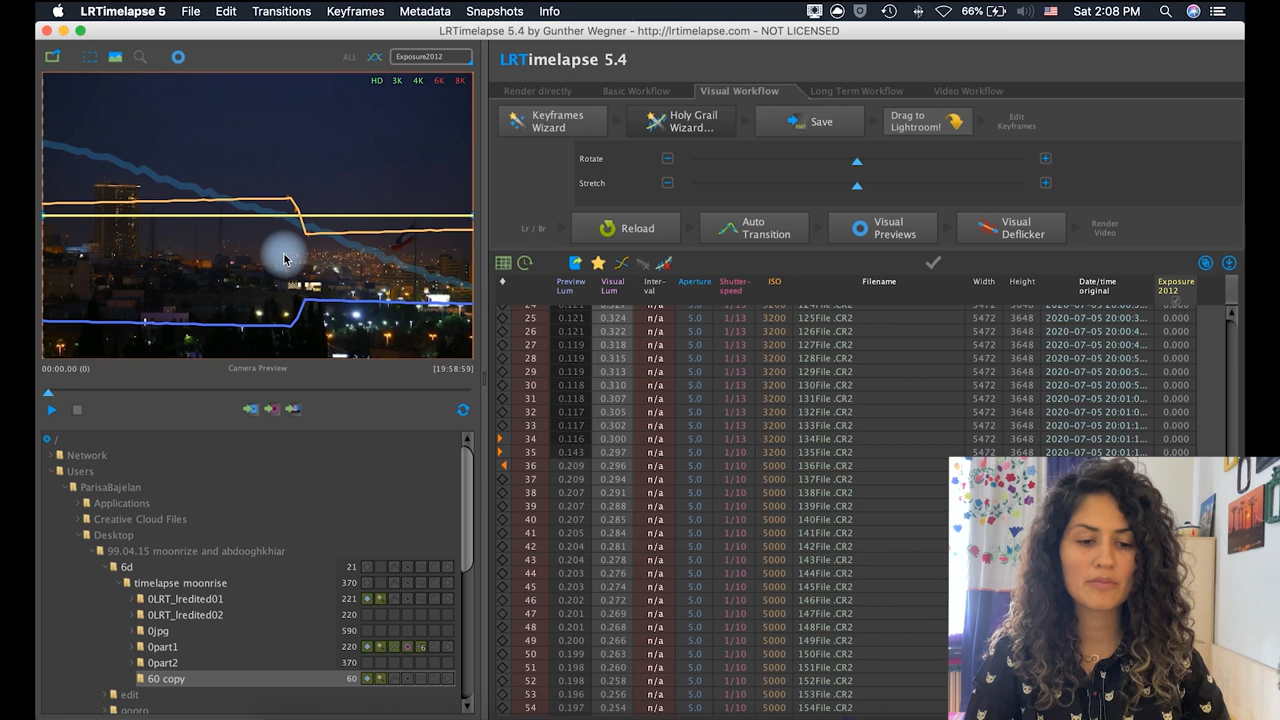 LRTimelapse 5 File Edit Transitions Keyframes Metadata Snapshots Info 66% Sat 2:08 PM
LRTimelapse 5.4 by Gunther Wegner - http://lrtimelapse.com - NOT LICENSED
ALL Exposure2012
HD 3K 4K 6K 8K
00:00.00 (0) Camera Preview [19:58:59]
/
Network
Users
ParisaBajelan
Applications
Creative Cloud Files
Desktop
99.04.15 moonrize and abdooghkhiar
6d 21
timelapse moonrise 370
0LRT_lredited01 221
0LRT_lredited02 220
0jpg 590
0part1 220 6
0part2 370
60 copy 60
edit
gopro
LRTimelapse 5.4
Render directly Basic Workflow Visual Workflow Long Term Workflow Video Workflow
Keyframes Wizard
Holy Grail Wizard...
Save
Drag to Lightroom!
Edit Keyframes
Rotate
Stretch
Lr / Br
Reload
Auto Transition
Visual Previews
Visual Deflicker
Render Video
Preview Lum Visual Lum Inter-val Aperture Shutter-speed ISO Filename Width Height Date/time original Exposure 2012
25 0.121 0.324 n/a 5.0 1/13 3200 125File .CR2 5472 3648 2020-07-05 20:00:3... 0.000
26 0.121 0.322 n/a 5.0 1/13 3200 126File .CR2 5472 3648 2020-07-05 20:00:4... 0.000
27 0.119 0.318 n/a 5.0 1/13 3200 127File .CR2 5472 3648 2020-07-05 20:00:4... 0.000
28 0.119 0.315 n/a 5.0 1/13 3200 128File .CR2 5472 3648 2020-07-05 20:00:5... 0.000
29 0.119 0.313 n/a 5.0 1/13 3200 129File .CR2 5472 3648 2020-07-05 20:00:5... 0.000
30 0.118 0.310 n/a 5.0 1/13 3200 130File .CR2 5472 3648 2020-07-05 20:00:5... 0.000
31 0.118 0.307 n/a 5.0 1/13 3200 131File .CR2 5472 3648 2020-07-05 20:01:0... 0.000
32 0.117 0.305 n/a 5.0 1/13 3200 132File .CR2 5472 3648 2020-07-05 20:01:0... 0.000
33 0.117 0.302 n/a 5.0 1/13 3200 133File .CR2 5472 3648 2020-07-05 20:01:1... 0.000
34 0.116 0.300 n/a 5.0 1/13 3200 134File .CR2 5472 3648 2020-07-05 20:01:1... 0.000
35 0.143 0.297 n/a 5.0 1/10 3200 135File .CR2 5472 3648 2020-07-05 20:01:1... 0.000
36 0.209 0.296 n/a 5.0 1/10 5000 136File .CR2
37 0.209 0.294 n/a 5.0 1/10 5000 137File .CR2
38 0.207 0.291 n/a 5.0 1/10 5000 138File .CR2
39 0.207 0.288 n/a 5.0 1/10 5000 139File .CR2
40 0.207 0.285 n/a 5.0 1/10 5000 140File .CR2
41 0.205 0.284 n/a 5.0 1/10 5000 141File .CR2
42 0.204 0.281 n/a 5.0 1/10 5000 142File .CR2
43 0.204 0.278 n/a 5.0 1/10 5000 143File .CR2
44 0.203 0.276 n/a 5.0 1/10 5000 144File .CR2
45 0.203 0.274 n/a 5.0 1/10 5000 145File .CR2
46 0.202 0.272 n/a 5.0 1/10 5000 146File .CR2
47 0.203 0.269 n/a 5.0 1/10 5000 147File .CR2
48 0.201 0.268 n/a 5.0 1/10 5000 148File .CR2
49 0.200 0.266 n/a 5.0 1/10 5000 149File .CR2
50 0.199 0.263 n/a 5.0 1/10 5000 150File .CR2
51 0.198 0.260 n/a 5.0 1/10 5000 151File .CR2
52 0.198 0.258 n/a 5.0 1/10 5000 152File .CR2
53 0.196 0.256 n/a 5.0 1/10 5000 153File .CR2
54 0.197 0.254 n/a 5.0 1/10 5000 154File .CR2